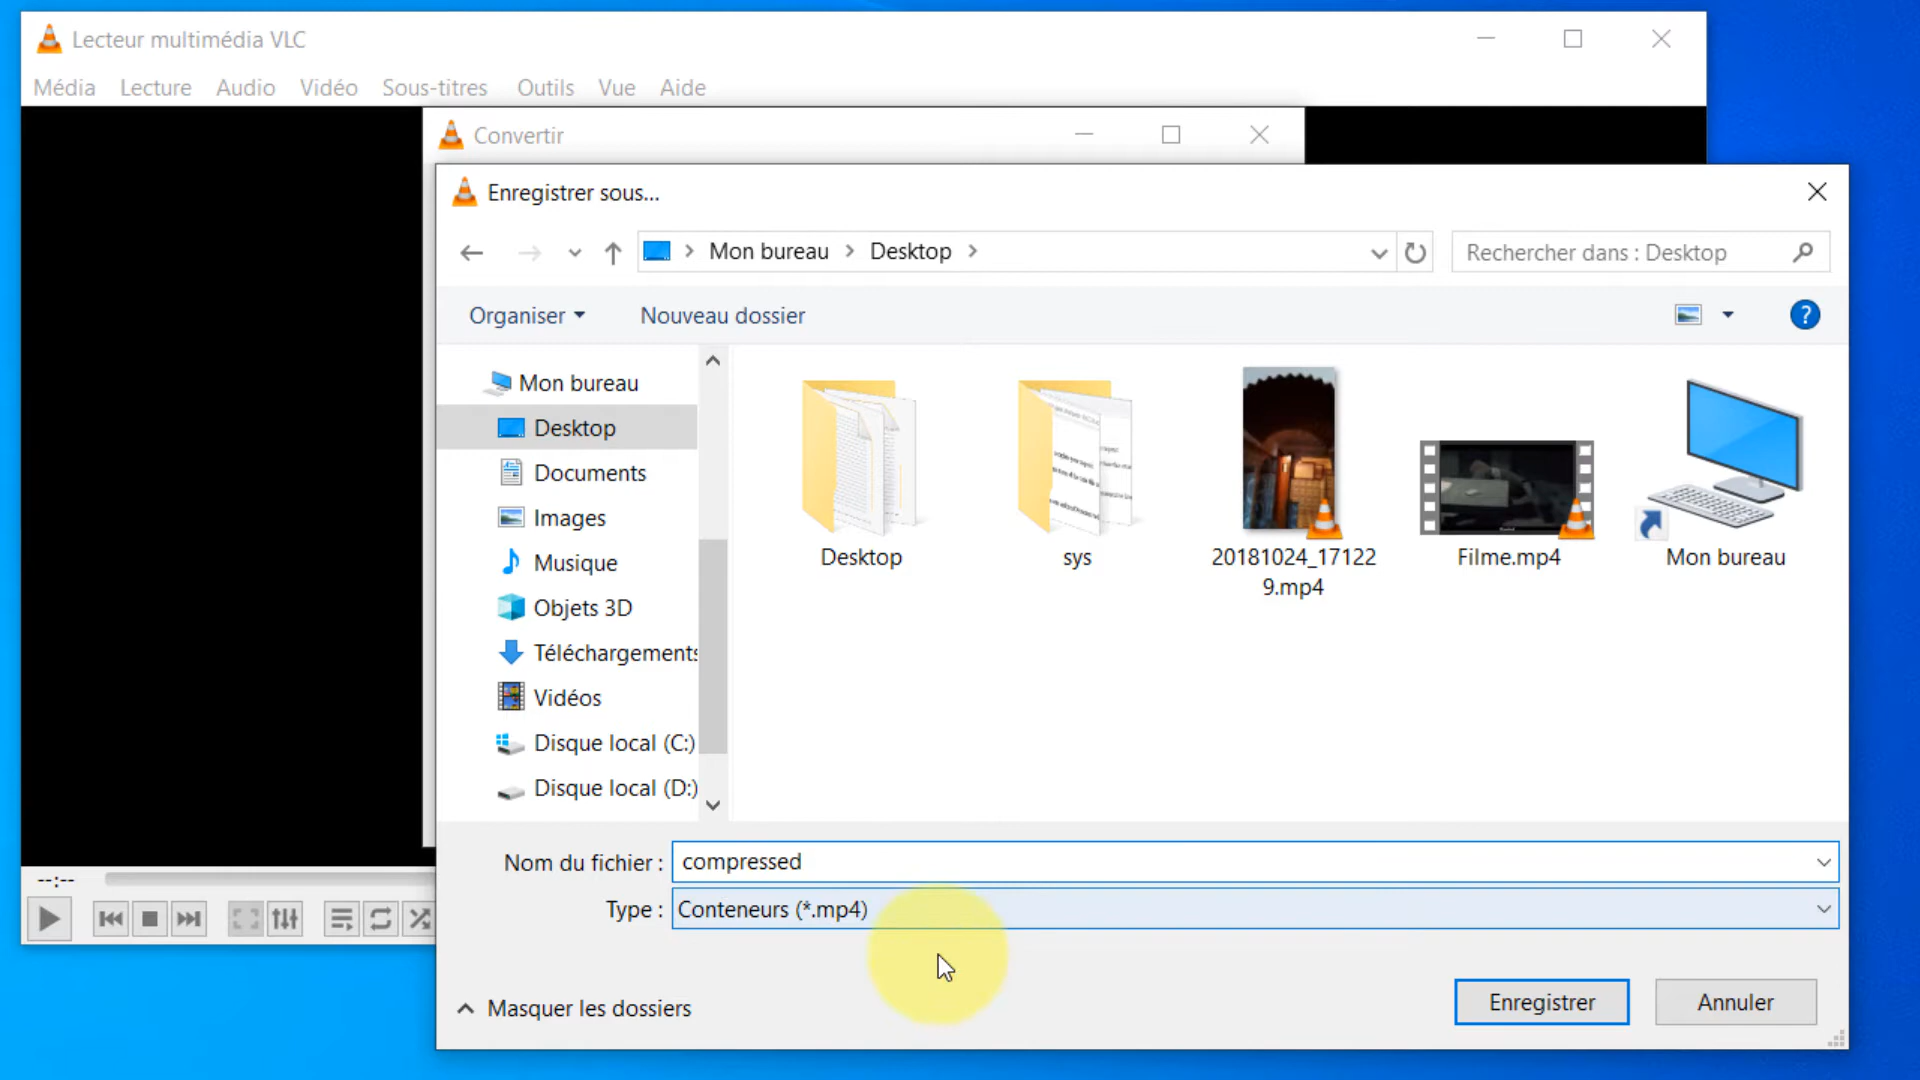 Lecteur multimédia VLC
Média Lecture Audio Vidéo Sous-titres Outils Vue Aide
Convertir
Enregistrer sous...
Mon bureau Desktop
Rechercher dans : Desktop
Organiser Nouveau dossier
?
Mon bureau
Desktop
Documents
Images
Musique
Objets 3D
Téléchargements
Vidéos
Disque local (C:)
Disque local (D:)
Desktop
sys
20181024_17122
9.mp4
Filme.mp4
Mon bureau
Nom du fichier : compressed
Type : Conteneurs (*.mp4)
--:--
Masquer les dossiers
Enregistrer
Annuler